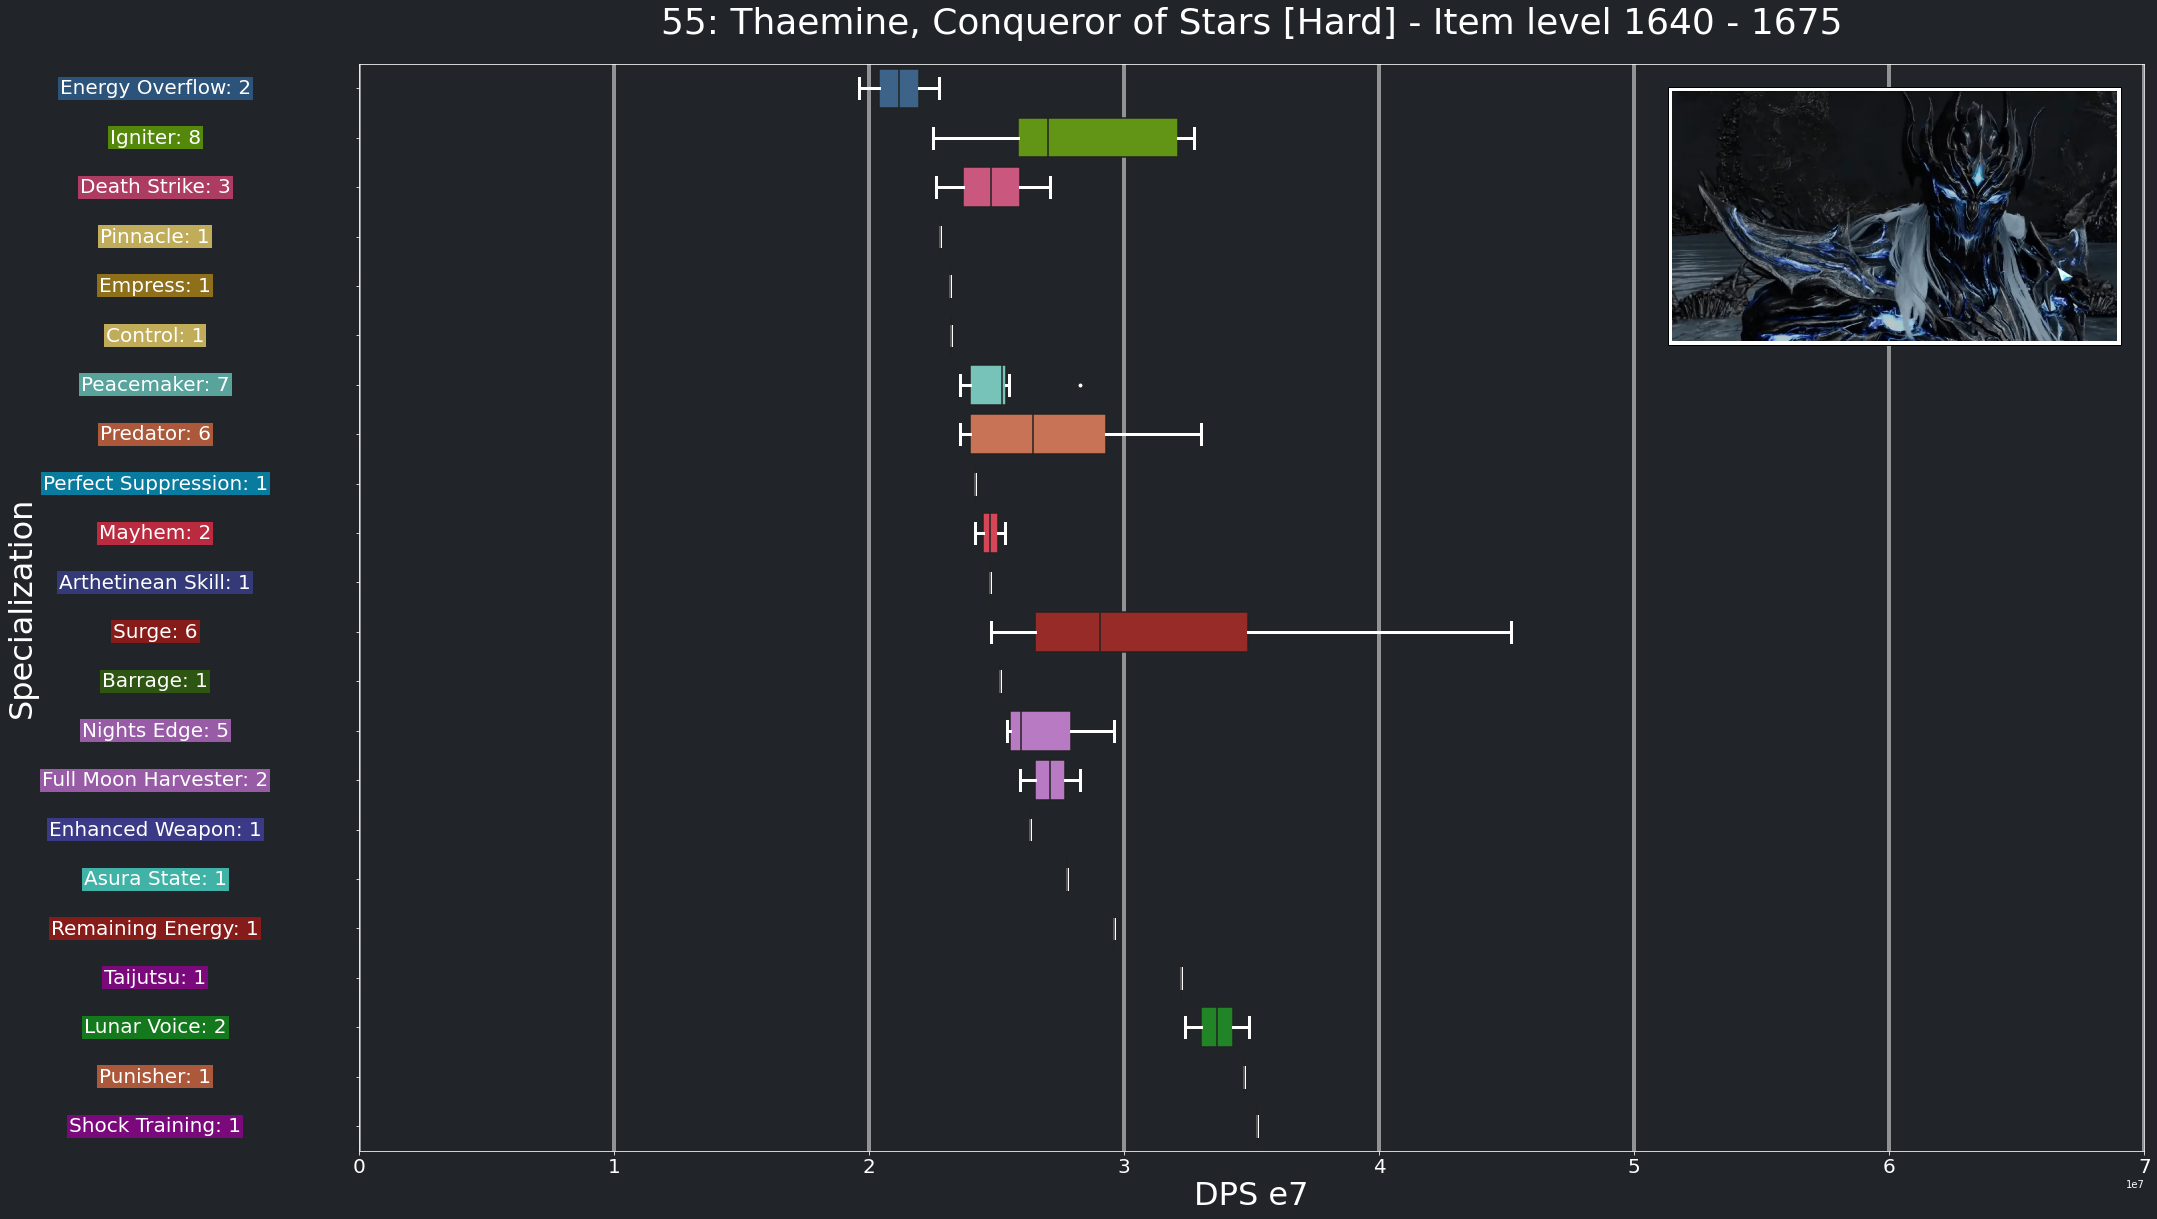 55: Thaemine, Conqueror of Stars [Hard] - Item level 1640 - 1675
Energy Overflow: 2
Igniter: 8
Death Strike: 3
Pinnacle: 1
Empress: 1
Control: 1
Peacemaker: 7
Predator: 6
Perfect Suppression: 1
Mayhem: 2
Arthetinean Skill: 1
Surge: 6
Barrage: 1
Nights Edge: 5
Full Moon Harvester: 2
Enhanced Weapon: 1
Asura State: 1
Remaining Energy: 1
Taijutsu: 1
Lunar Voice: 2
Punisher: 1
Shock Training: 1
Specialization
0 1 2 3 4 5 6 7
1e7
DPS e7